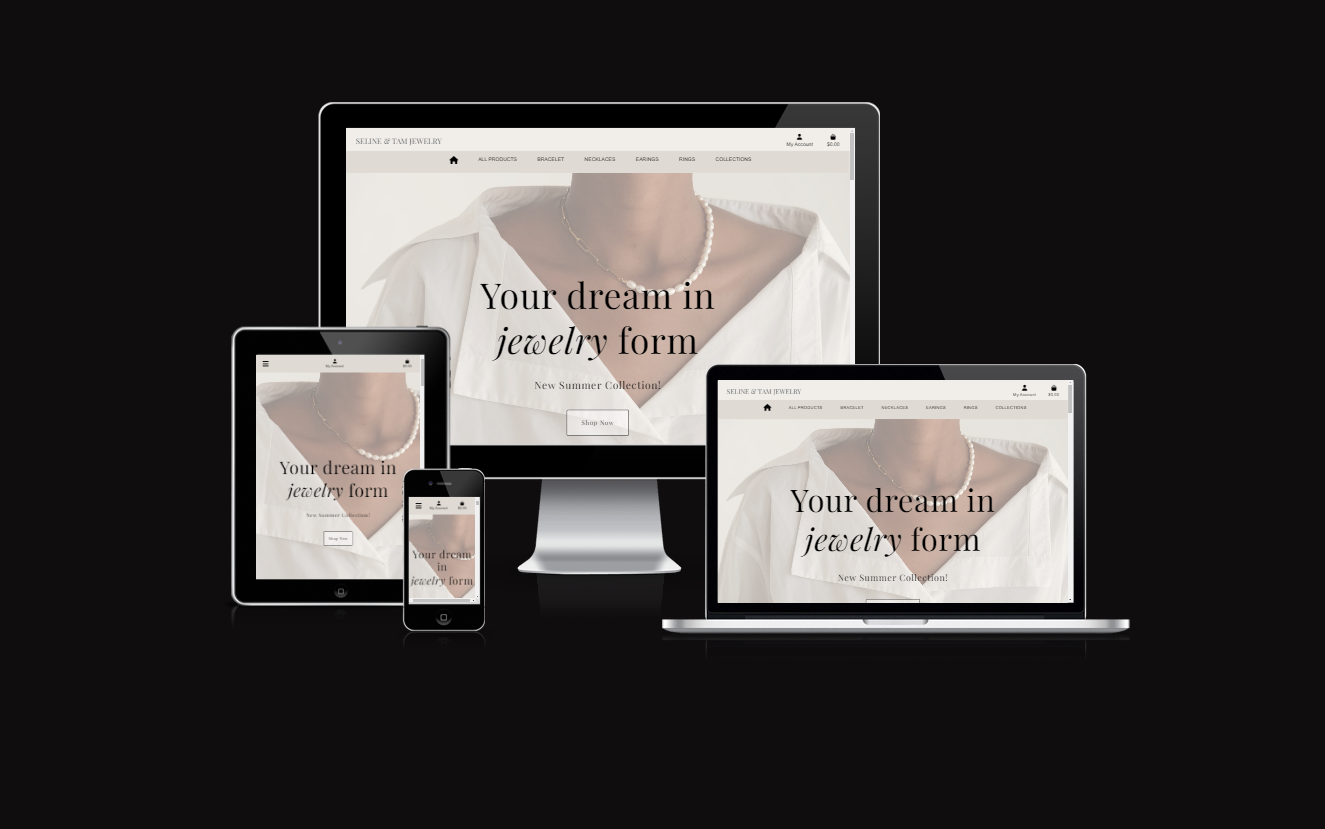 SELINE & TAM JEWELRY
My Account
$0.00
ALL PRODUCTS BRACELET NECKLACES EARINGS RINGS COLLECTIONS
Your dream in
jewelry form
New Summer Collection!
Shop Now
My Account
$0.00
Your dream in
jewelry form
New Summer Collection!
Shop Now
My Account
$0.00
Your dream
in
jewelry form
SELINE & TAM JEWELRY
My Account
$0.00
ALL PRODUCTS BRACELET NECKLACES EARINGS RINGS COLLECTIONS
Your dream in
jewelry form
New Summer Collection!